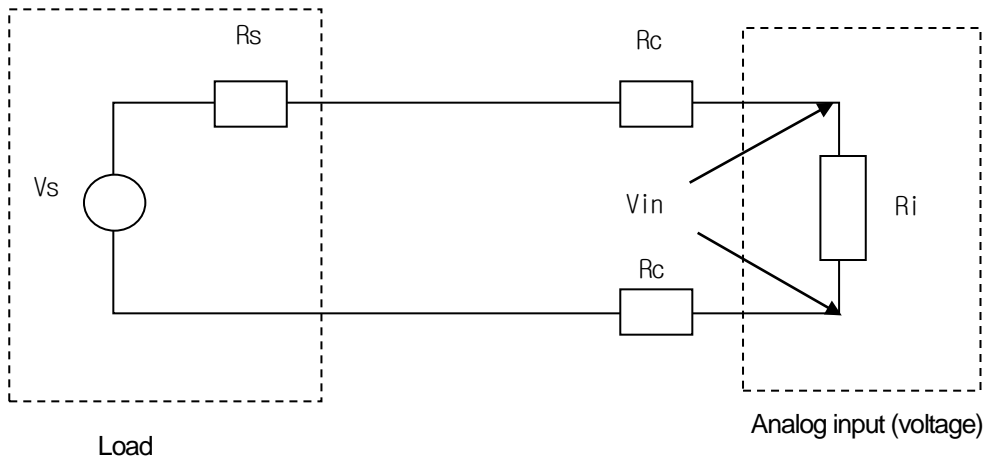 Rs
Rc
Vs
Vin
Ri
Rc
Analog input (voltage)
Load